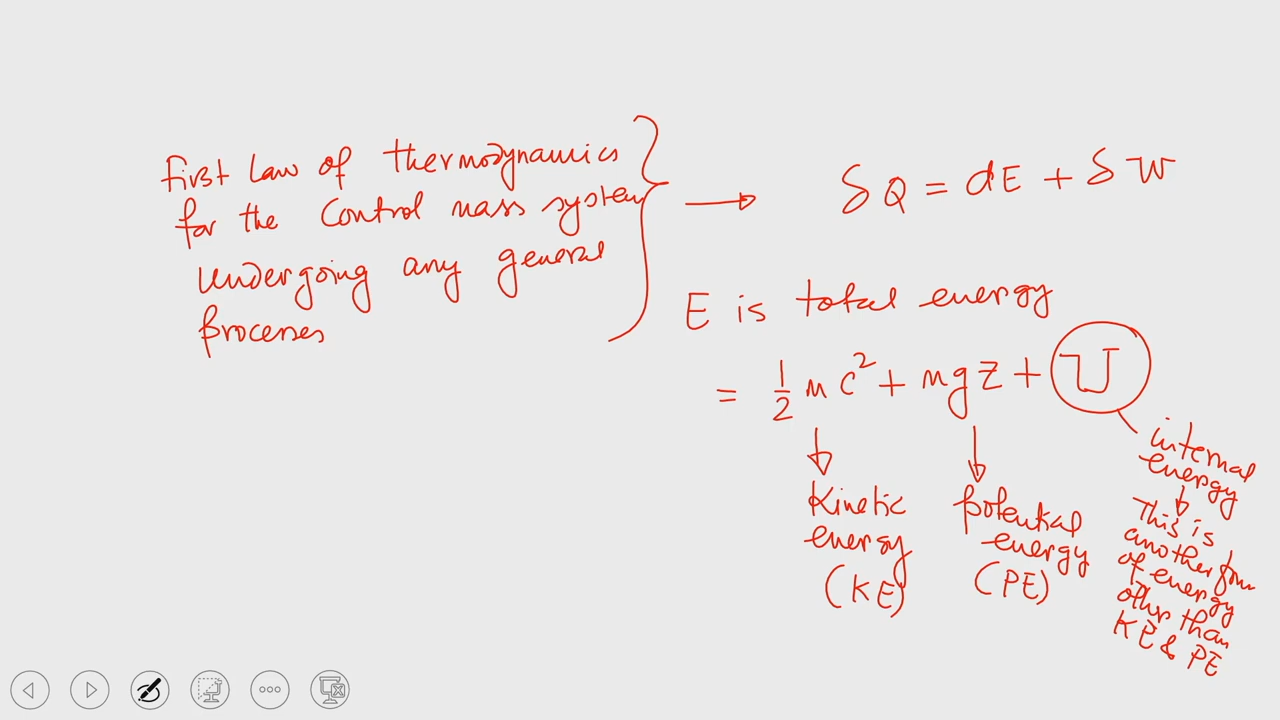 First Law of thermodynamics
for the control mass system
undergoing any general
processes
δQ = dE + δW
E is total energy
= 1/2 mc² + mgz + U
Kinetic
energy
(KE)
potential
energy
(PE)
internal
energy
This is
another form
of energy
other than
KE & PE